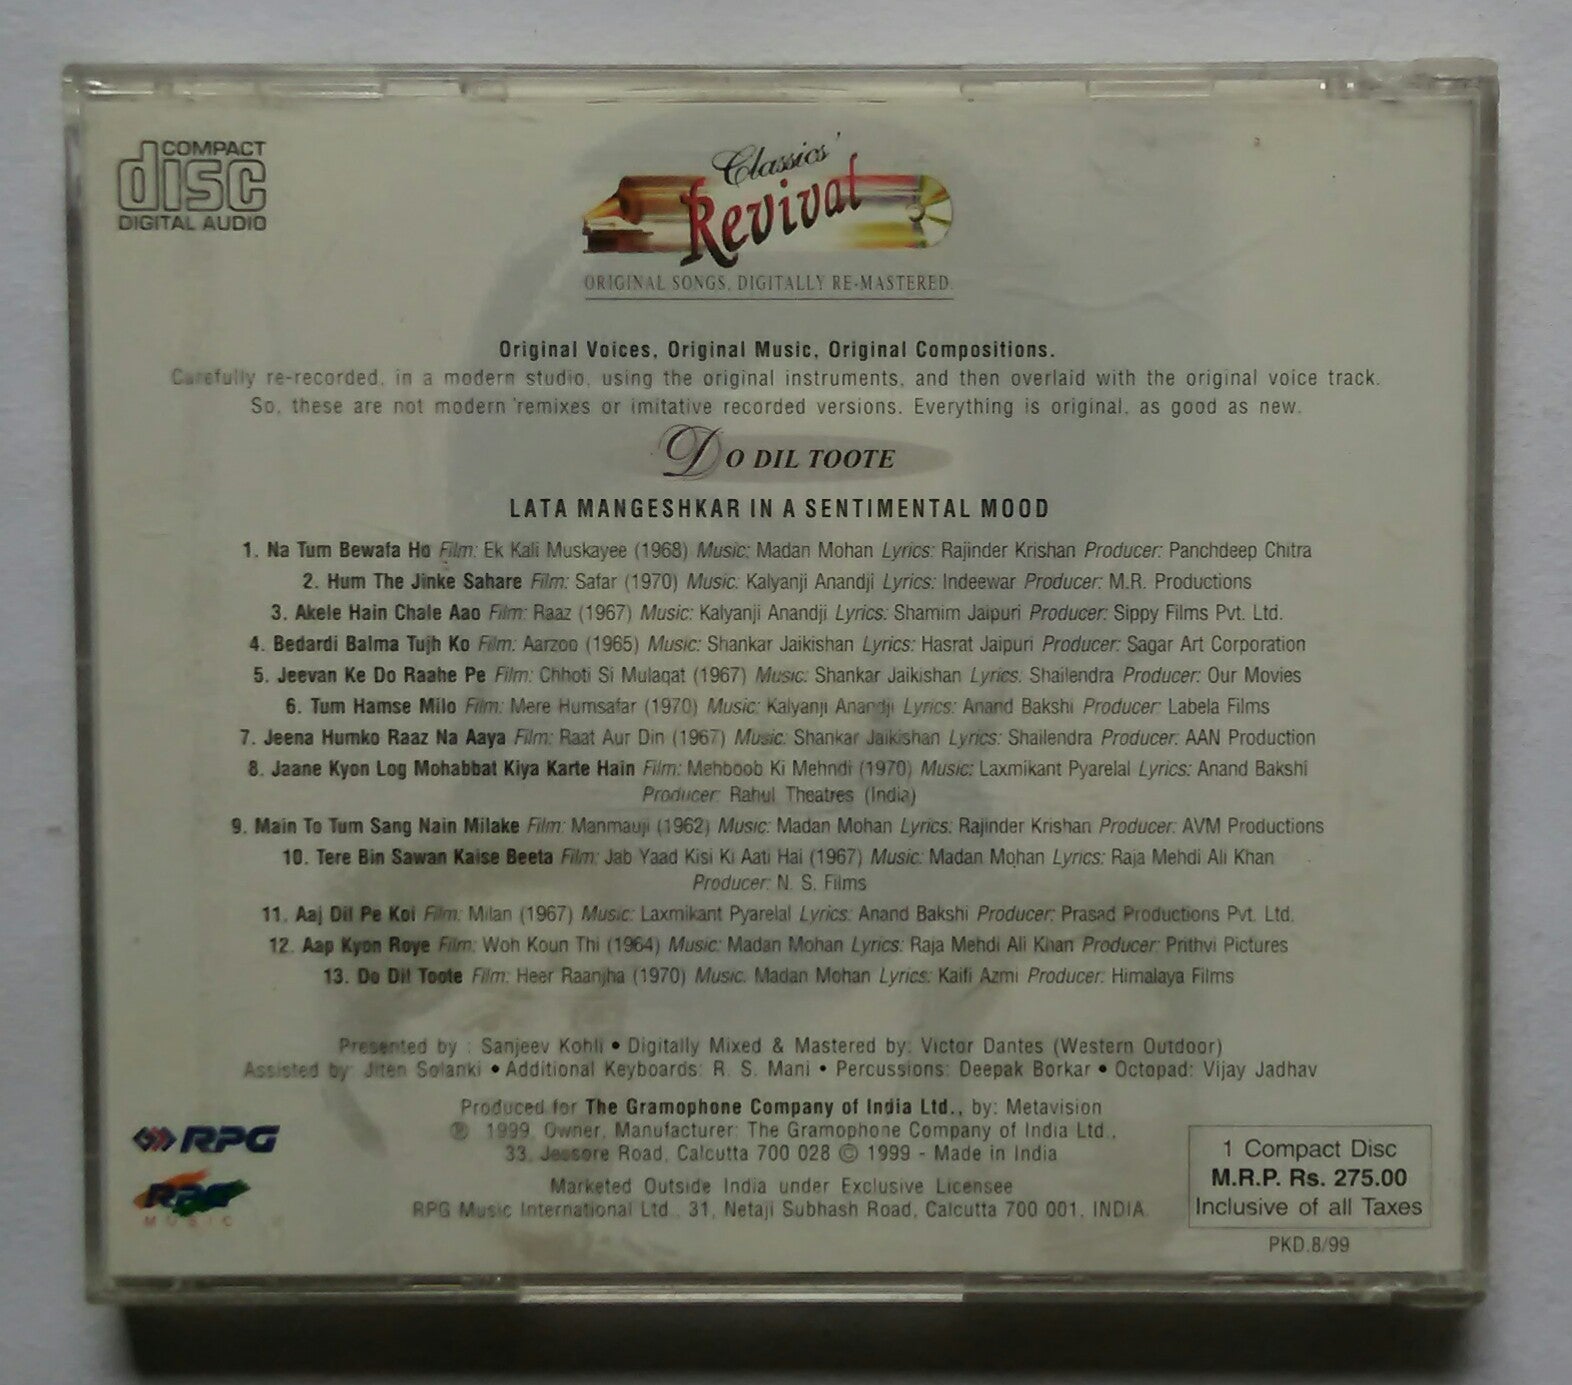 COMPACT
disc
DIGITAL AUDIO
Classics'
Revival
ORIGINAL SONGS, DIGITALLY RE-MASTERED.
Original Voices, Original Music, Original Compositions.
Carefully re-recorded, in a modern studio, using the original instruments, and then overlaid with the original voice track.
So, these are not modern 'remixes or imitative recorded versions. Everything is original, as good as new.
DO DIL TOOTE
LATA MANGESHKAR IN A SENTIMENTAL MOOD
1. Na Tum Bewafa Ho Film: Ek Kali Muskayee (1968) Music: Madan Mohan Lyrics: Rajinder Krishan Producer: Panchdeep Chitra
2. Hum The Jinke Sahare Film: Safar (1970) Music: Kalyanji Anandji Lyrics: Indeewar Producer: M.R. Productions
3. Akele Hain Chale Aao Film: Raaz (1967) Music: Kalyanji Anandji Lyrics: Shamim Jaipuri Producer: Sippy Films Pvt. Ltd.
4. Bedardi Balma Tujh Ko Film: Aarzoo (1965) Music: Shankar Jaikishan Lyrics: Hasrat Jaipuri Producer: Sagar Art Corporation
5. Jeevan Ke Do Raahe Pe Film: Chhoti Si Mulaqat (1967) Music: Shankar Jaikishan Lyrics: Shailendra Producer: Our Movies
6. Tum Hamse Milo Film: Mere Humsafar (1970) Music: Kalyanji Anandji Lyrics: Anand Bakshi Producer: Labela Films
7. Jeena Humko Raaz Na Aaya Film: Raat Aur Din (1967) Music: Shankar Jaikishan Lyrics: Shailendra Producer: AAN Production
8. Jaane Kyon Log Mohabbat Kiya Karte Hain Film: Mehboob Ki Mehndi (1970) Music: Laxmikant Pyarelal Lyrics: Anand Bakshi
Producer: Rahul Theatres (India)
9. Main To Tum Sang Nain Milake Film: Manmauji (1962) Music: Madan Mohan Lyrics: Rajinder Krishan Producer: AVM Productions
10. Tere Bin Sawan Kaise Beeta Film: Jab Yaad Kisi Ki Aati Hai (1967) Music: Madan Mohan Lyrics: Raja Mehdi Ali Khan
Producer: N. S. Films
11. Aaj Dil Pe Koi Film: Milan (1967) Music: Laxmikant Pyarelal Lyrics: Anand Bakshi Producer: Prasad Productions Pvt. Ltd.
12. Aap Kyon Roye Film: Woh Koun Thi (1964) Music: Madan Mohan Lyrics: Raja Mehdi Ali Khan Producer: Prithvi Pictures
13. Do Dil Toote Film: Heer Raanjha (1970) Music: Madan Mohan Lyrics: Kaifi Azmi Producer: Himalaya Films
Presented by : Sanjeev Kohli • Digitally Mixed & Mastered by: Victor Dantes (Western Outdoor)
Assisted by: Jiten Solanki • Additional Keyboards: R. S. Mani • Percussions: Deepak Borkar • Octopad: Vijay Jadhav
Produced for The Gramophone Company of India Ltd., by: Metavision
℗ 1999. Owner, Manufacturer: The Gramophone Company of India Ltd.,
33, Jessore Road, Calcutta 700 028 © 1999 - Made in India
Marketed Outside India under Exclusive Licensee
RPG Music International Ltd., 31, Netaji Subhash Road, Calcutta 700 001, INDIA.
RPG
RPG
MUSIC
1 Compact Disc
M.R.P. Rs. 275.00
Inclusive of all Taxes
PKD.8/99